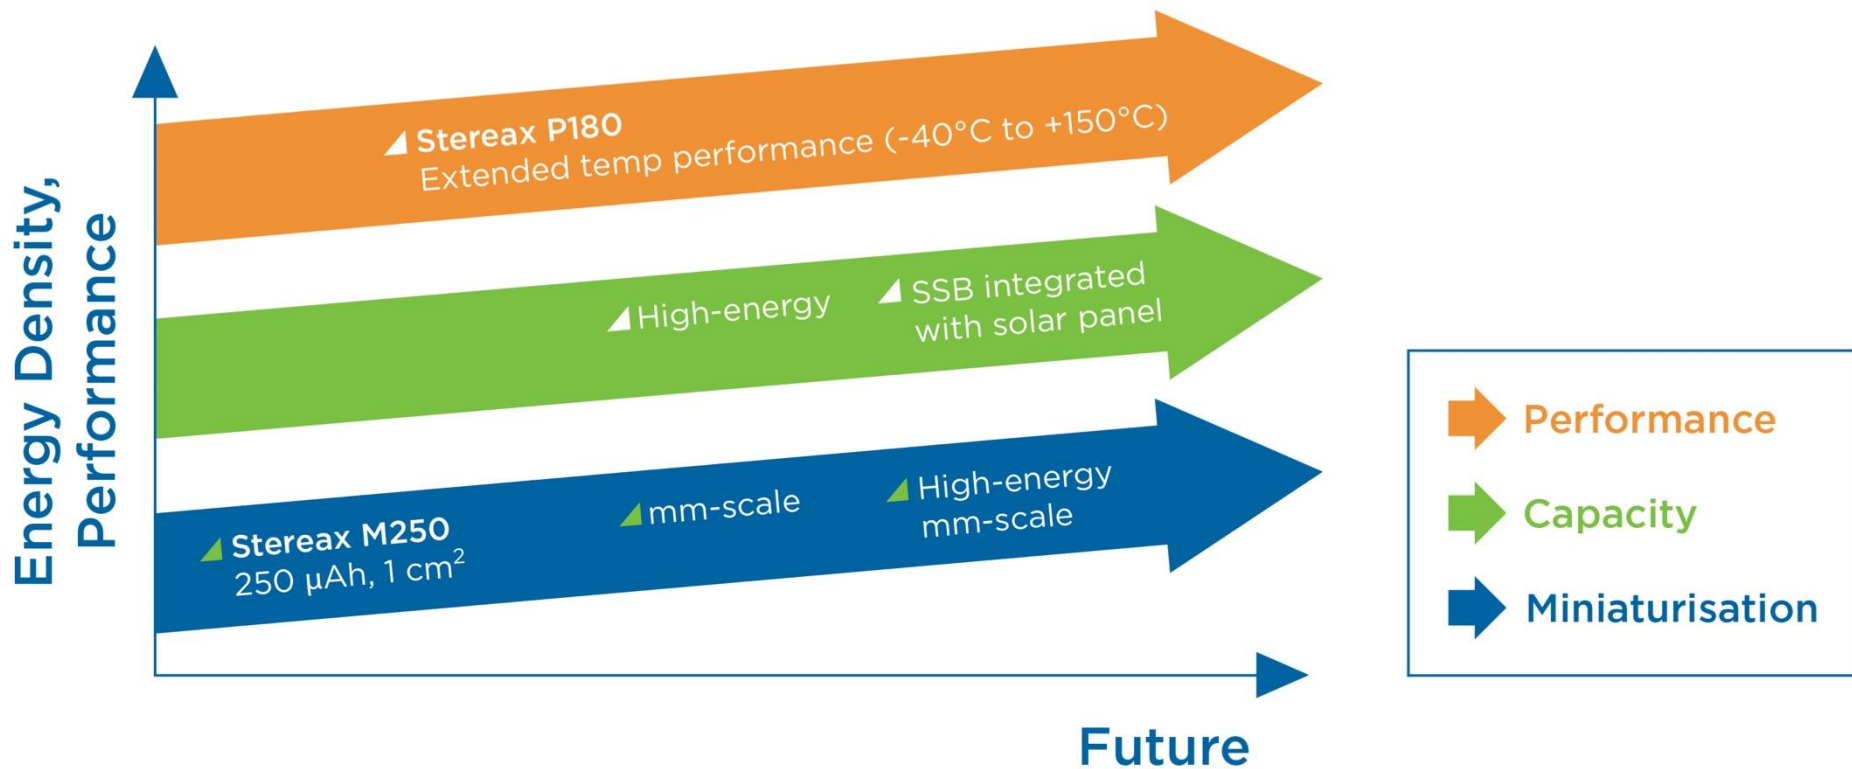 Energy Density,
Performance
Stereax P180
Extended temp performance (-40°C to +150°C)
High-energy
SSB integrated
with solar panel
Stereax M250
250 μAh, 1 cm²
mm-scale
High-energy
mm-scale
Future
Performance
Capacity
Miniaturisation